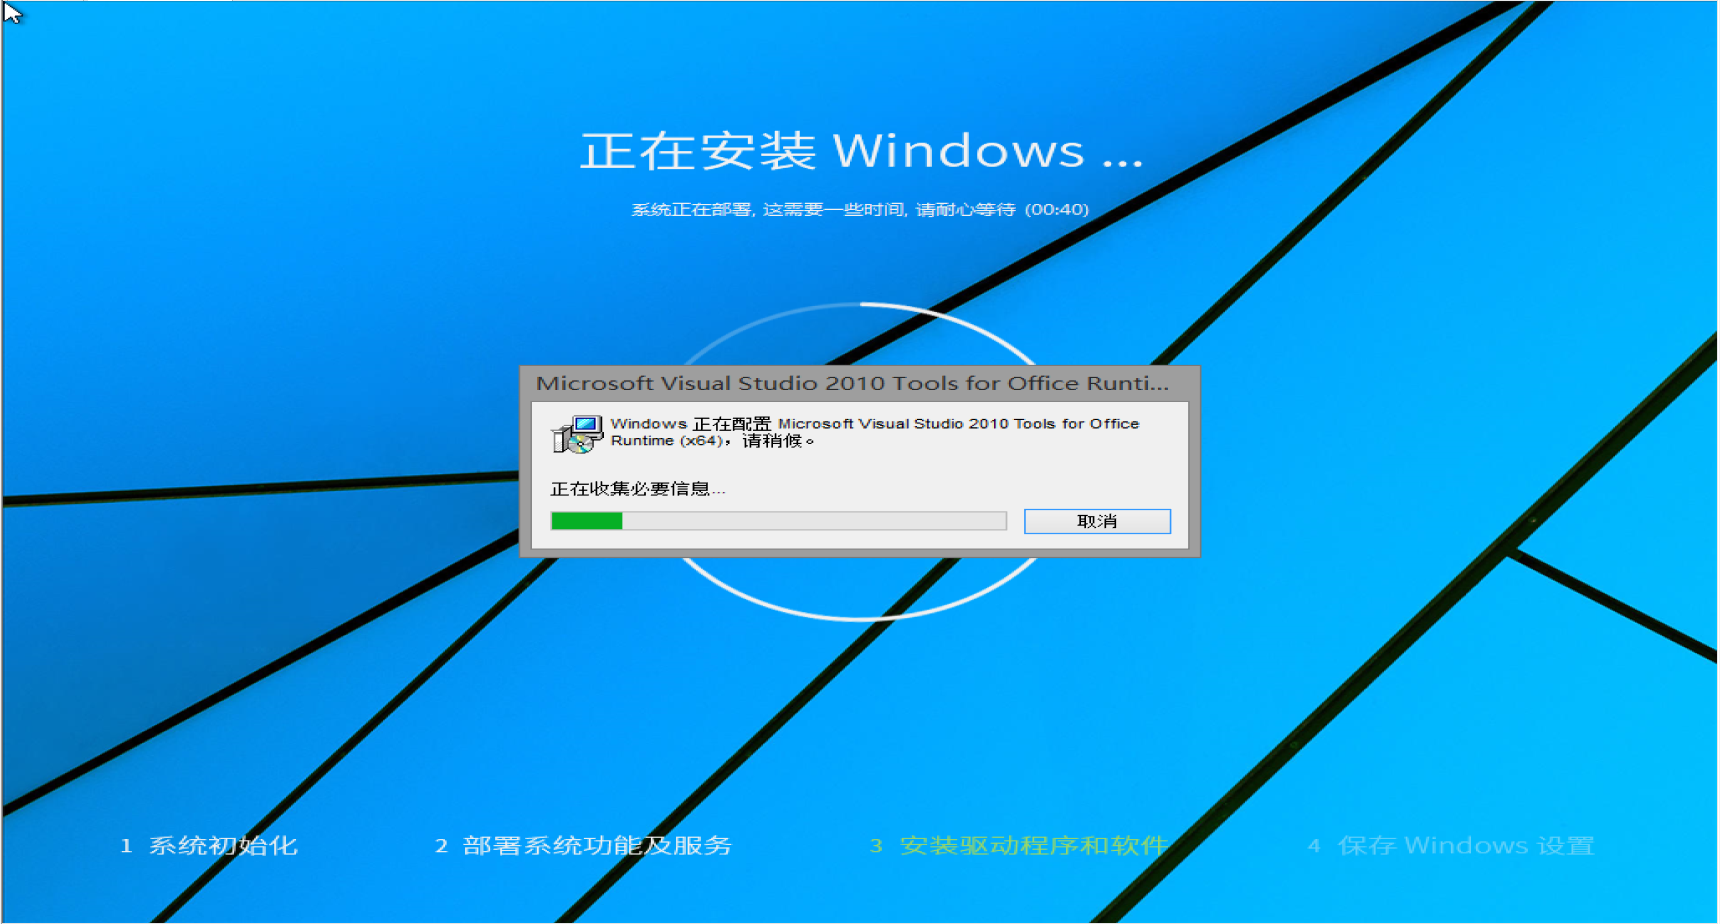 正在安装 Windows ...
系统正在部署, 这需要一些时间, 请耐心等待 (00:40)
Microsoft Visual Studio 2010 Tools for Office Runti...
Windows 正在配置 Microsoft Visual Studio 2010 Tools for Office
Runtime (x64)，请稍候。
正在收集必要信息...
取消
1 系统初始化
2 部署系统功能及服务
3 安装驱动程序和软件
4 保存 Windows 设置